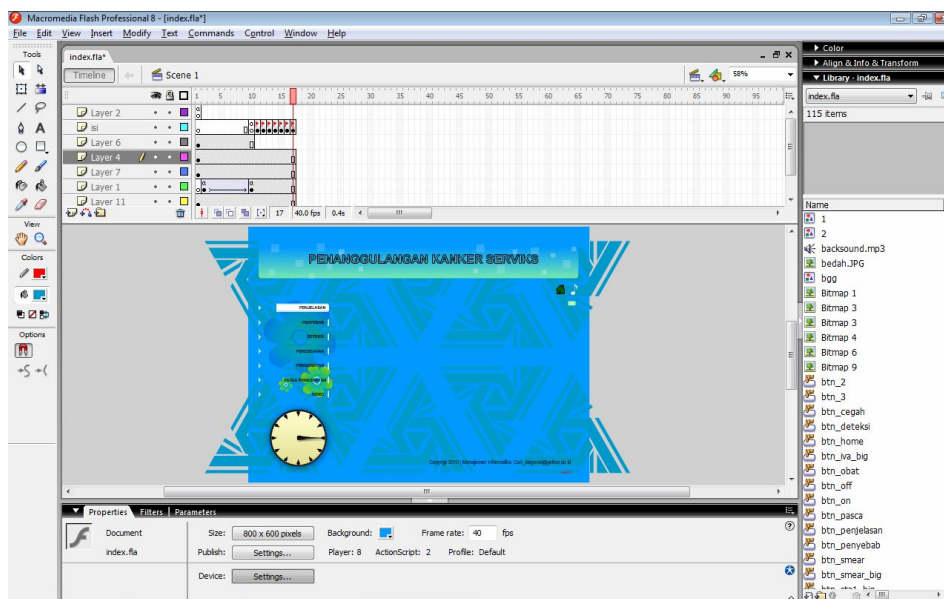 Macromedia Flash Professional 8 - [index.fla*]
File Edit View Insert Modify Text Commands Control Window Help
Tools
View
Colors
Options
index.fla*
Timeline Scene 1 58%
1 5 10 15 20 25 30 35 40 45 50 55 60 65 70 75 80 85 90 95
Layer 2
isi
Layer 6
Layer 4
Layer 7
Layer 1
Layer 11
17 40.0 fps 0.4s
PENANGGULANGAN KANKER SERVIKS
PENJELASAN
PENYEBAB
DETEKSI
PENCEGAHAN
PENGOBATAN
PASCA PENGOBATAN
VIDEO
Properties Filters Parameters
Document
index.fla
Size: 800 x 600 pixels Background: Frame rate: 40 fps
Publish: Settings... Player: 8 ActionScript: 2 Profile: Default
Device: Settings...
Color
Align & Info & Transform
Library - index.fla
index.fla
115 items
Name
1
2
backsound.mp3
bedah.JPG
bgg
Bitmap 1
Bitmap 3
Bitmap 3
Bitmap 4
Bitmap 6
Bitmap 9
btn_2
btn_3
btn_cegah
btn_deteksi
btn_home
btn_iva_big
btn_obat
btn_off
btn_on
btn_pasca
btn_penjelasan
btn_penyebab
btn_smear
btn_smear_big